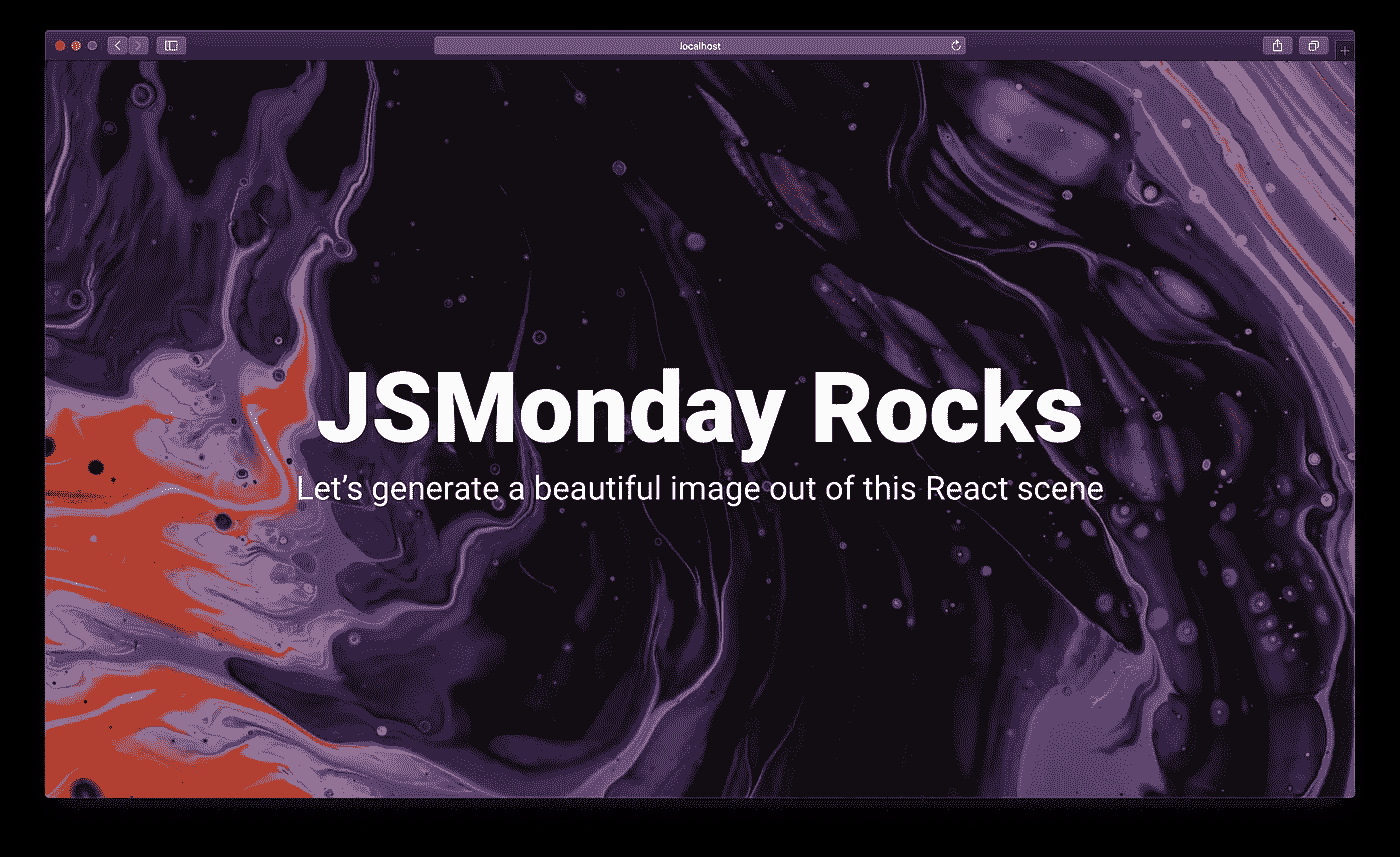 localhost
JSMonday Rocks
Let’s generate a beautiful image out of this React scene